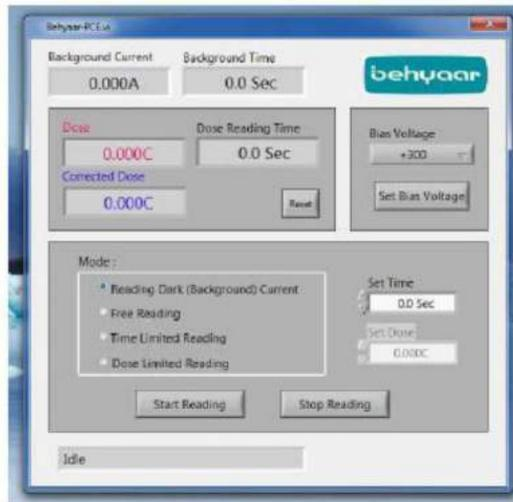 Behyaar-PCE.vi
Background Current
Background Time
0.000A
0.0 Sec
behyaar
Dose
Dose Reading Time
0.000C
0.0 Sec
Corrected Dose
0.000C
Reset
Bias Voltage
+300
Set Bias Voltage
Mode :
Reading Dark (Background) Current
Free Reading
Time Limited Reading
Dose Limited Reading
Set Time
0.0 Sec
Set Dose
0.000C
Start Reading
Stop Reading
Idle